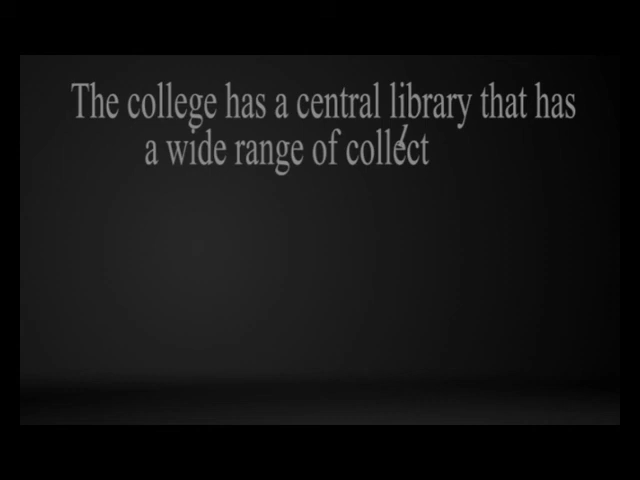 The college has a central library that has
a wide range of collect